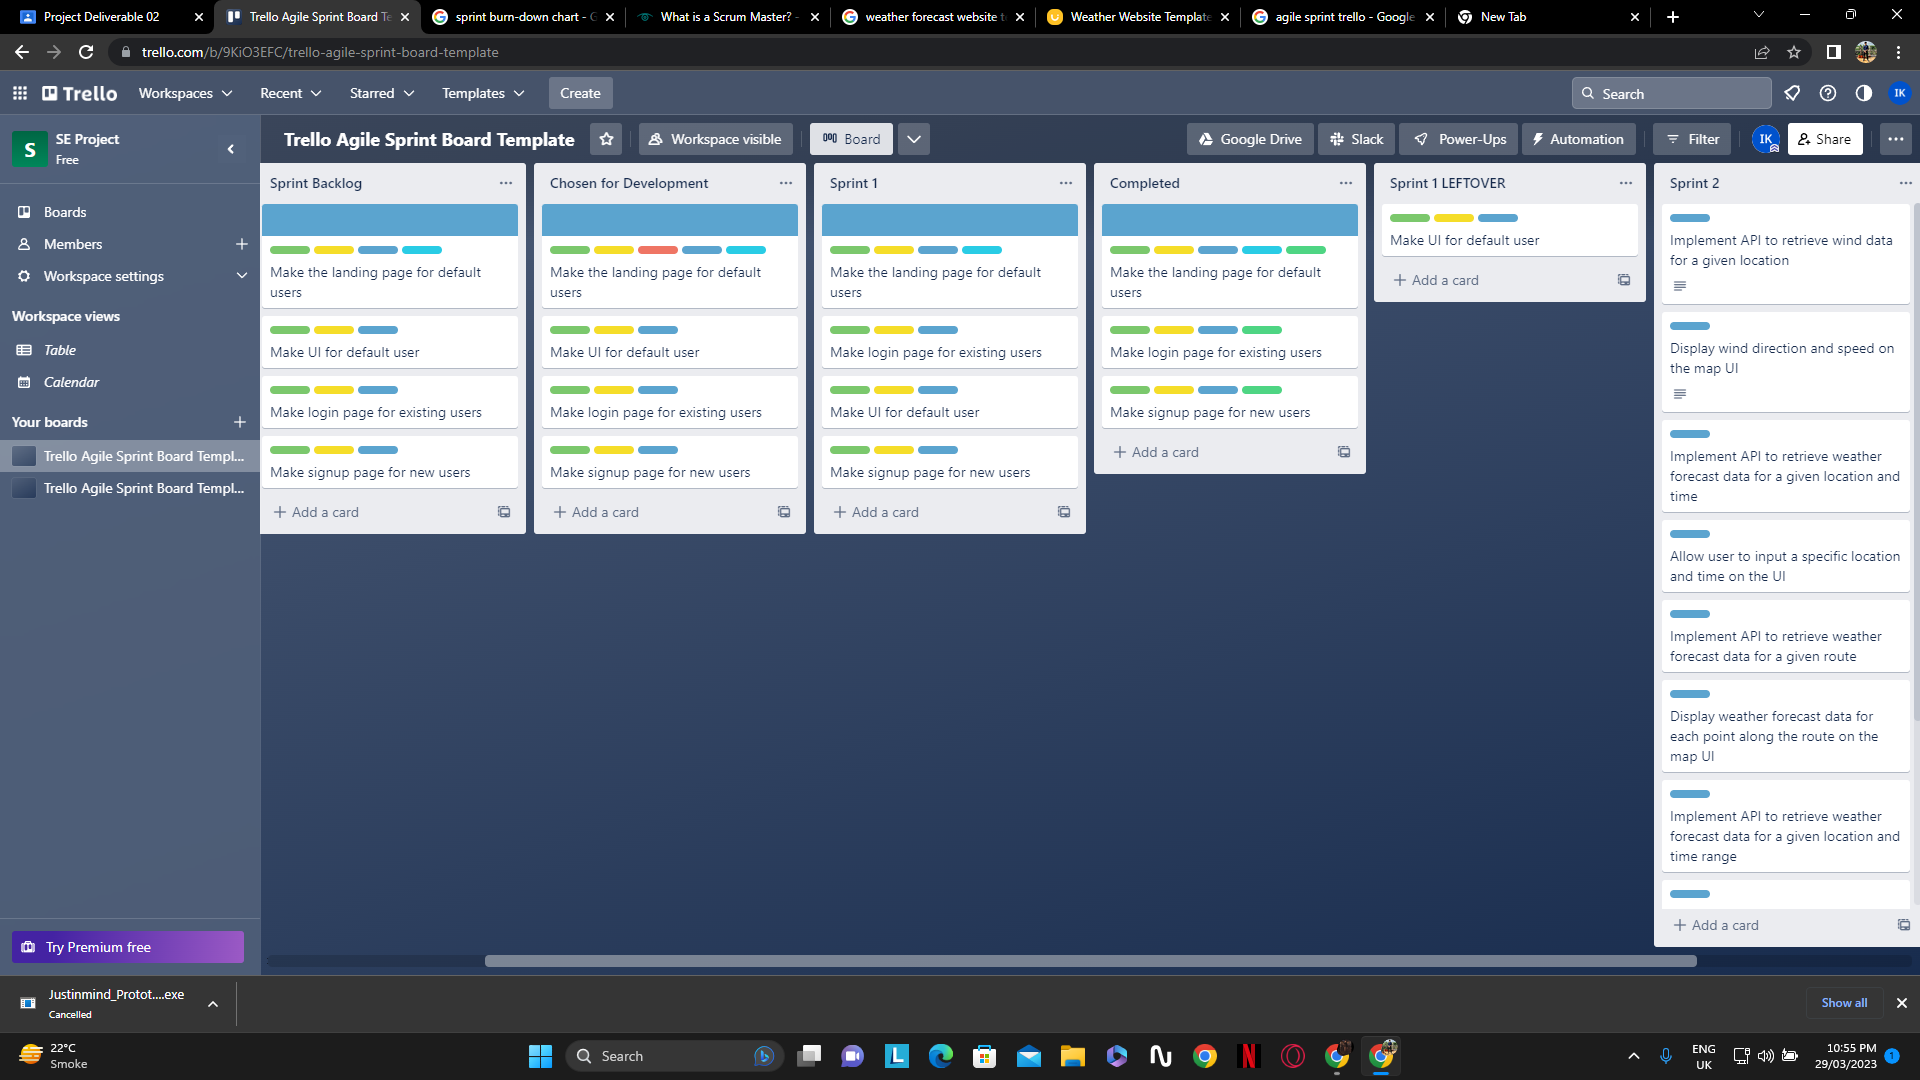 Project Deliverable 02
Trello Agile Sprint Board Te
sprint burn-down chart - G
What is a Scrum Master? -
weather forecast website t
Weather Website Template
agile sprint trello - Google
New Tab
trello.com/b/9KiO3EFC/trello-agile-sprint-board-template
Trello
Workspaces
Recent
Starred
Templates
Create
Search
IK
S
SE Project
Free
Trello Agile Sprint Board Template
Workspace visible
Board
Google Drive
Slack
Power-Ups
Automation
Filter
IK
Share
Boards
Members
Workspace settings
Workspace views
Table
Calendar
Your boards
Trello Agile Sprint Board Templ...
Trello Agile Sprint Board Templ...
Try Premium free
Sprint Backlog
Make the landing page for default
users
Make UI for default user
Make login page for existing users
Make signup page for new users
Add a card
Chosen for Development
Make the landing page for default
users
Make UI for default user
Make login page for existing users
Make signup page for new users
Add a card
Sprint 1
Make the landing page for default
users
Make login page for existing users
Make UI for default user
Make signup page for new users
Add a card
Completed
Make the landing page for default
users
Make login page for existing users
Make signup page for new users
Add a card
Sprint 1 LEFTOVER
Make UI for default user
Add a card
Sprint 2
Implement API to retrieve wind data
for a given location
Display wind direction and speed on
the map UI
Implement API to retrieve weather
forecast data for a given location and
time
Allow user to input a specific location
and time on the UI
Implement API to retrieve weather
forecast data for a given route
Display weather forecast data for
each point along the route on the
map UI
Implement API to retrieve weather
forecast data for a given location and
time range
Add a card
Justinmind_Protot....exe
Cancelled
Show all
22°C
Smoke
Search
ENG
UK
10:55 PM
29/03/2023
1